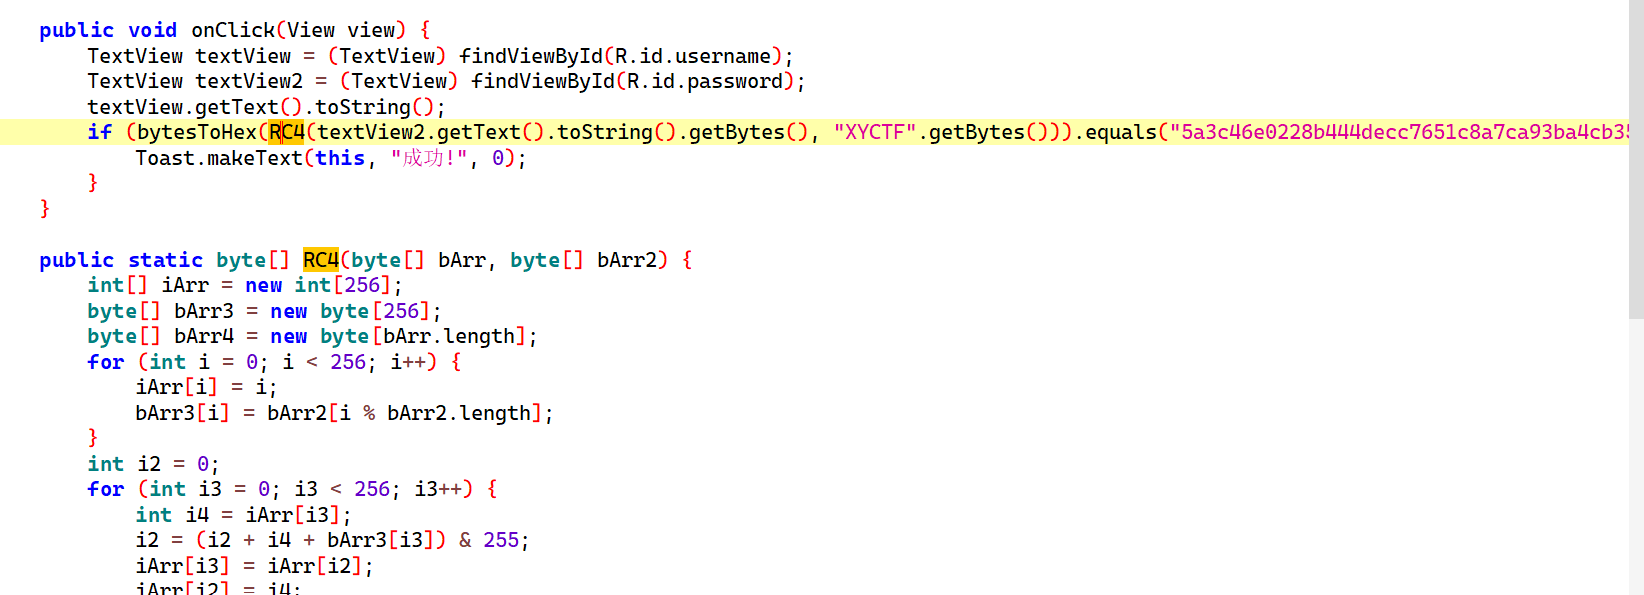 public void onClick(View view) {
TextView textView = (TextView) findViewById(R.id.username);
TextView textView2 = (TextView) findViewById(R.id.password);
textView.getText().toString();
if (bytesToHex(RC4(textView2.getText().toString().getBytes(), "XYCTF".getBytes())).equals("5a3c46e0228b444decc7651c8a7ca93ba4cb35
Toast.makeText(this, "成功!", 0);
}
}
public static byte[] RC4(byte[] bArr, byte[] bArr2) {
int[] iArr = new int[256];
byte[] bArr3 = new byte[256];
byte[] bArr4 = new byte[bArr.length];
for (int i = 0; i < 256; i++) {
iArr[i] = i;
bArr3[i] = bArr2[i % bArr2.length];
}
int i2 = 0;
for (int i3 = 0; i3 < 256; i3++) {
int i4 = iArr[i3];
i2 = (i2 + i4 + bArr3[i3]) & 255;
iArr[i3] = iArr[i2];
iArr[i2] = i4;